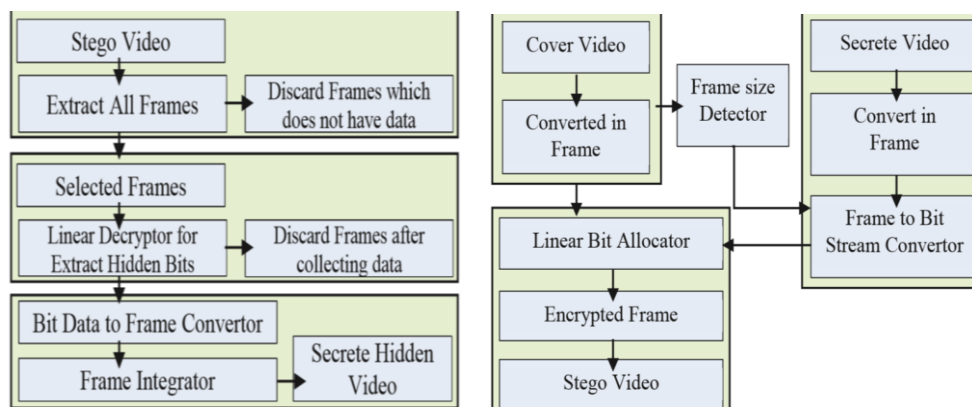 Stego Video
Extract All Frames
Discard Frames which
does not have data
Selected Frames
Linear Decryptor for
Extract Hidden Bits
Discard Frames after
collecting data
Bit Data to Frame Convertor
Frame Integrator
Secrete Hidden
Video
Cover Video
Converted in
Frame
Frame size
Detector
Secrete Video
Convert in
Frame
Frame to Bit
Stream Convertor
Linear Bit Allocator
Encrypted Frame
Stego Video